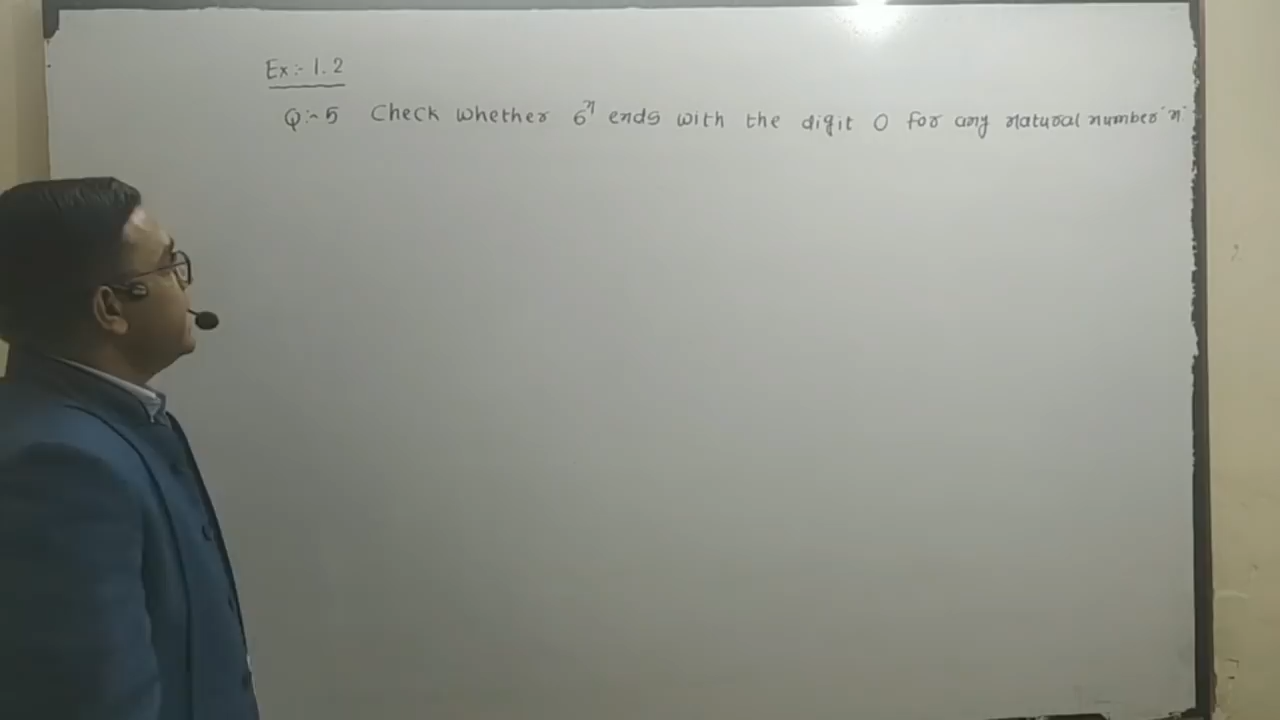 Ex:- 1.2
Q:- 5 Check whether 6ⁿ ends with the digit 0 for any natural number 'n'.